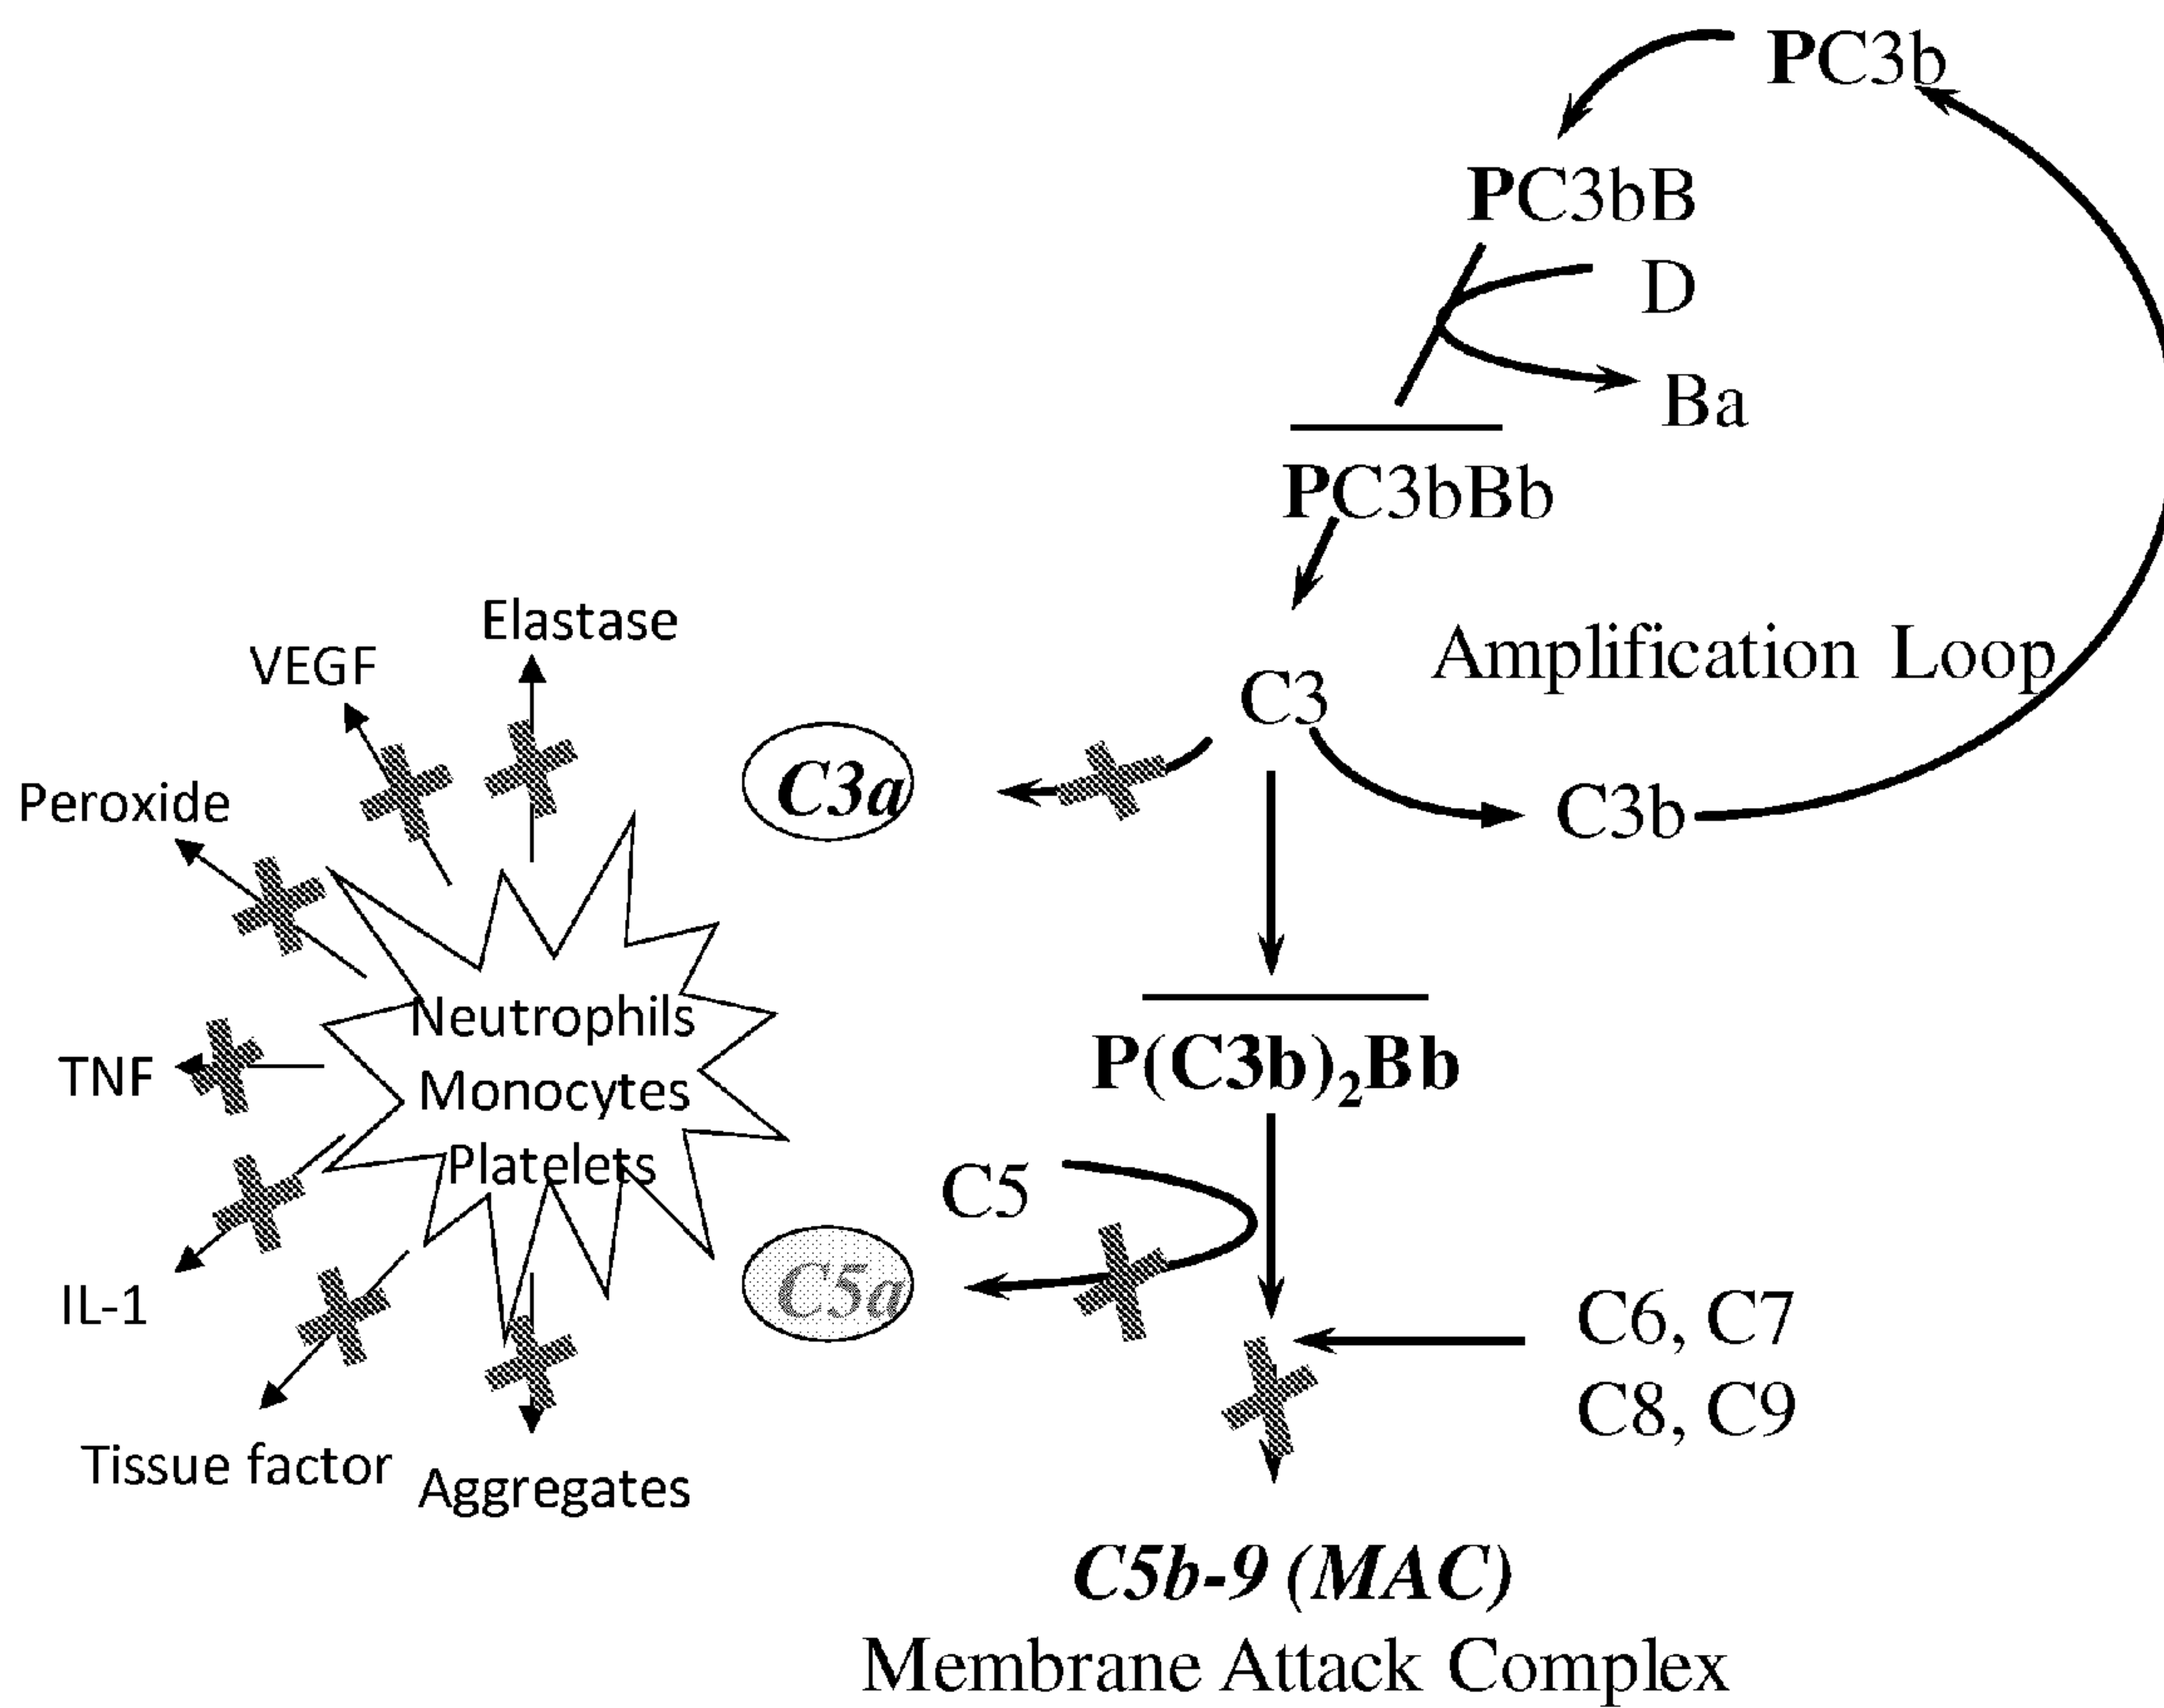 PC3b
PC3bB
D
Ba
PC3bBb
Elastase
VEGF
Amplification Loop
C3
C3a
Peroxide
C3b
Neutrophils
Monocytes
Platelets
TNF
P(C3b)₂Bb
C5
C5a
IL-1
C6, C7
C8, C9
Tissue factor
Aggregates
C5b-9 (MAC)
Membrane Attack Complex